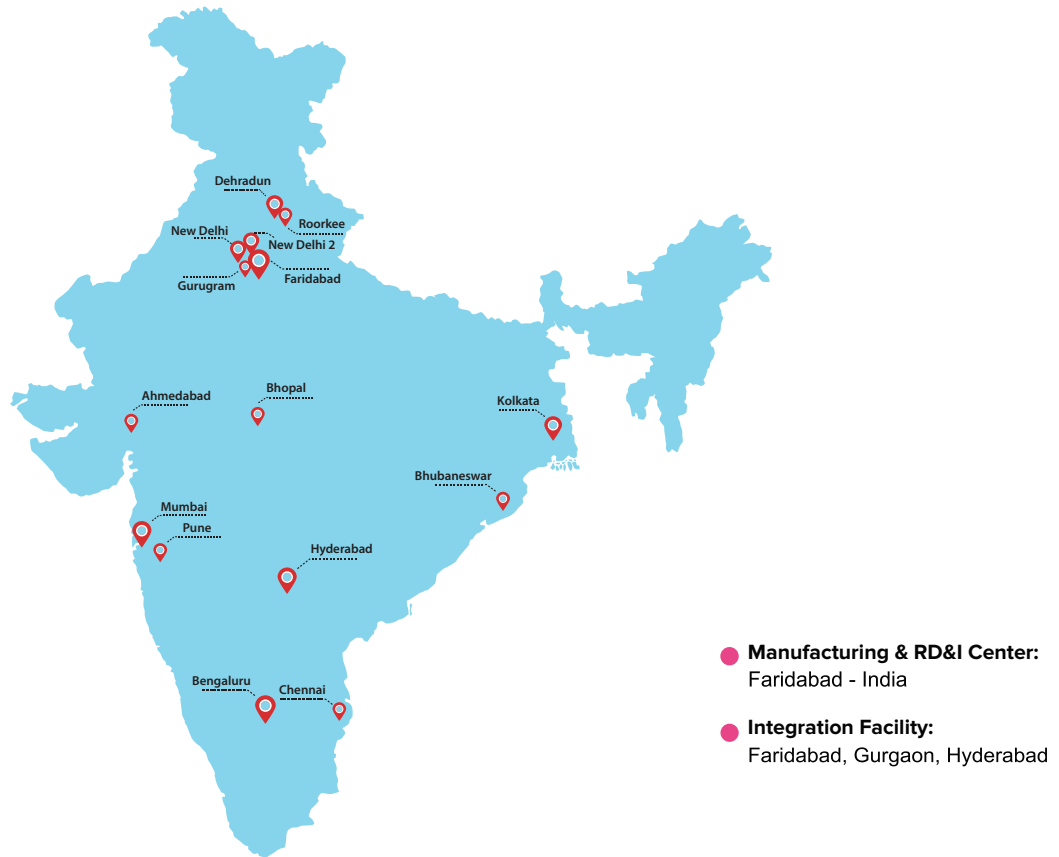 Dehradun
Roorkee
New Delhi
New Delhi 2
Gurugram
Faridabad
Ahmedabad
Bhopal
Kolkata
Bhubaneswar
Mumbai
Pune
Hyderabad
Bengaluru
Chennai
Manufacturing & RD&I Center:
Faridabad - India
Integration Facility:
Faridabad, Gurgaon, Hyderabad